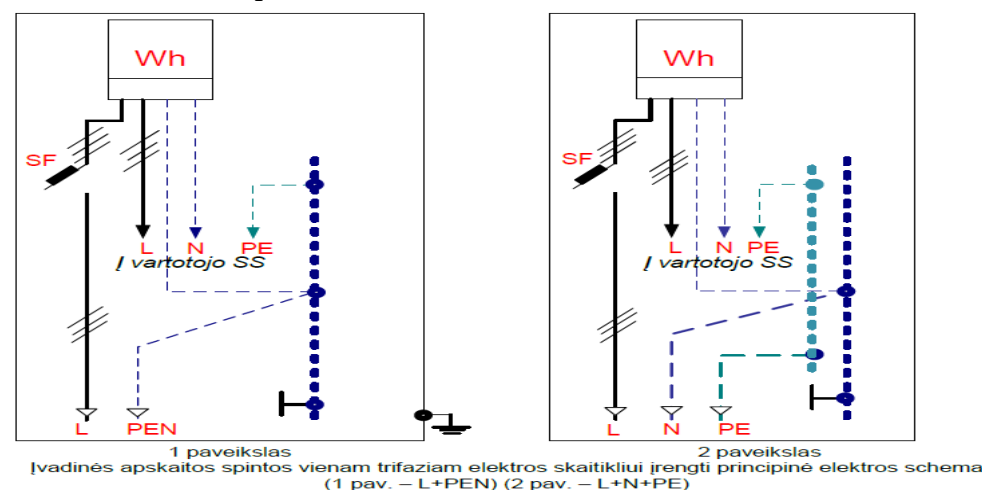 Wh
SF
L N PE
Į vartotojo SS
L PEN
1 paveikslas
Wh
SF
L N PE
Į vartotojo SS
L N PE
2 paveikslas
Įvadinės apskaitos spintos vienam trifaziam elektros skaitikliui įrengti principinė elektros schema
(1 pav. – L+PEN) (2 pav. – L+N+PE)